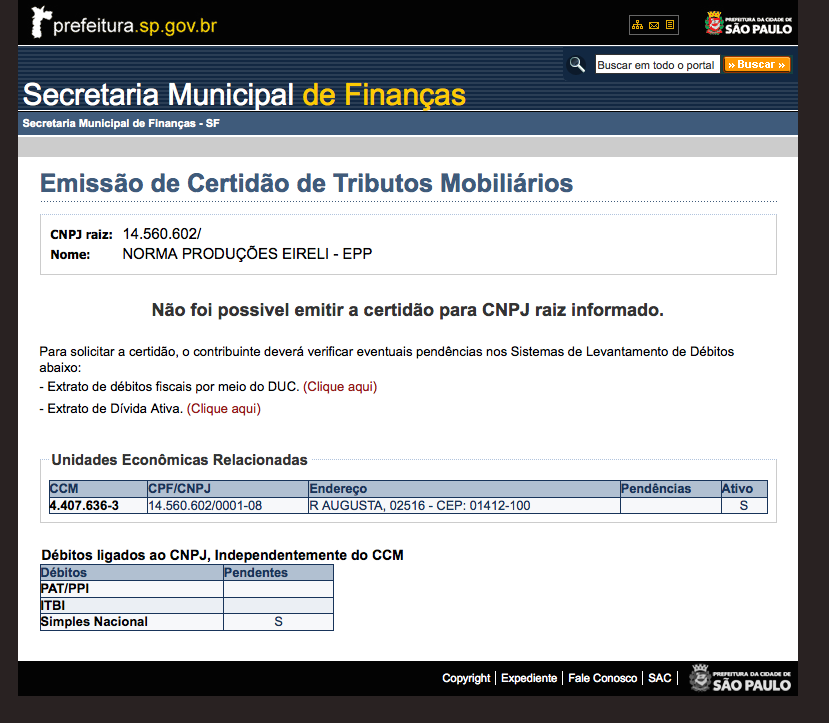 prefeitura.sp.gov.br
PREFEITURA DA CIDADE DE
SÃO PAULO
Buscar em todo o portal
» Buscar »
Secretaria Municipal de Finanças
Secretaria Municipal de Finanças - SF
Emissão de Certidão de Tributos Mobiliários
CNPJ raiz: 14.560.602/
Nome: NORMA PRODUÇÕES EIRELI - EPP
Não foi possivel emitir a certidão para CNPJ raiz informado.
Para solicitar a certidão, o contribuinte deverá verificar eventuais pendências nos Sistemas de Levantamento de Débitos
abaixo:
- Extrato de débitos fiscais por meio do DUC. (Clique aqui)
- Extrato de Dívida Ativa. (Clique aqui)
Unidades Econômicas Relacionadas
CCM CPF/CNPJ Endereço Pendências Ativo
4.407.636-3 14.560.602/0001-08 R AUGUSTA, 02516 - CEP: 01412-100 S
Débitos ligados ao CNPJ, Independentemente do CCM
Débitos Pendentes
PAT/PPI
ITBI
Simples Nacional S
Copyright | Expediente | Fale Conosco | SAC |
PREFEITURA DA CIDADE DE
SÃO PAULO